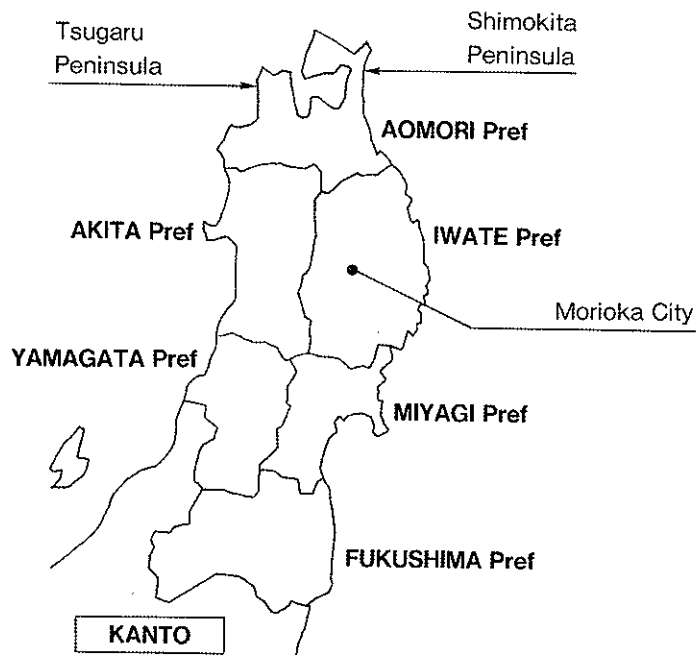 Tsugaru
Peninsula
Shimokita
Peninsula
AOMORI Pref
AKITA Pref
IWATE Pref
Morioka City
YAMAGATA Pref
MIYAGI Pref
FUKUSHIMA Pref
KANTO